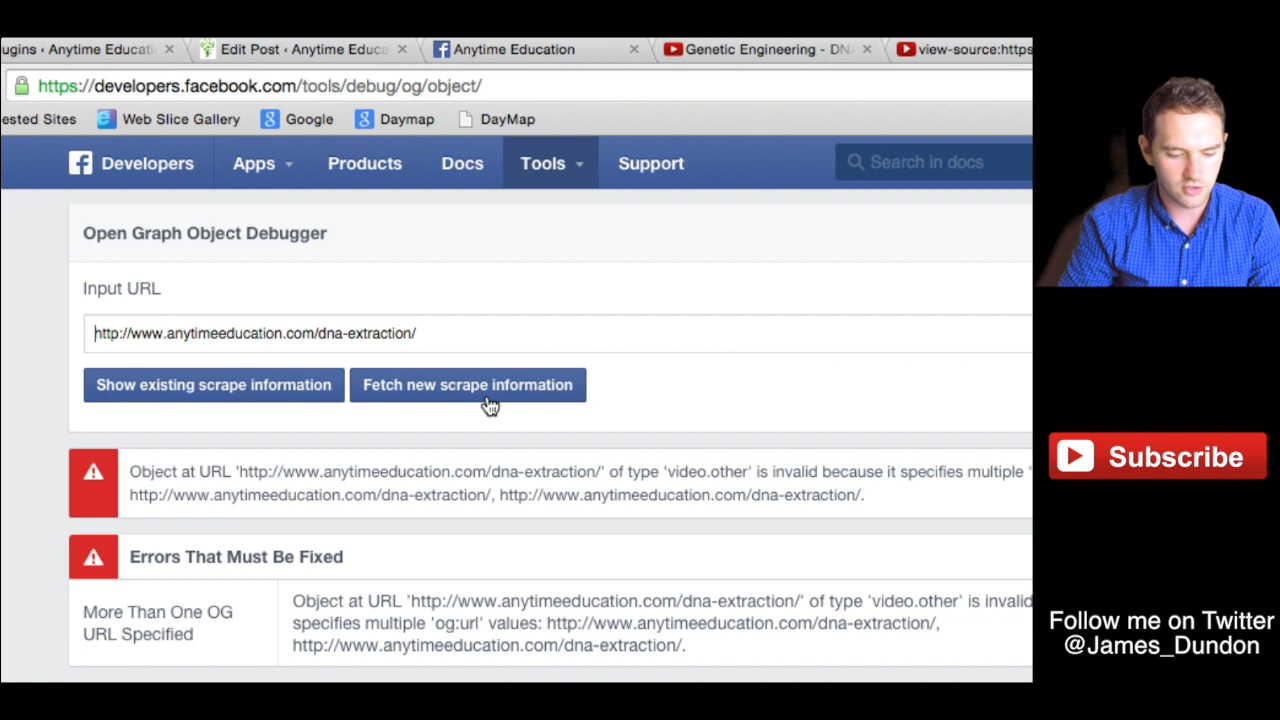 ugins ‹ Anytime Educati
Edit Post ‹ Anytime Educa
Anytime Education
Genetic Engineering - DN
view-source:https
https://developers.facebook.com/tools/debug/og/object/
ested Sites
Web Slice Gallery
Google
Daymap
DayMap
Developers
Apps
Products
Docs
Tools
Support
Search in docs
Open Graph Object Debugger
Input URL
http://www.anytimeeducation.com/dna-extraction/
Show existing scrape information
Fetch new scrape information
Object at URL 'http://www.anytimeeducation.com/dna-extraction/' of type 'video.other' is invalid because it specifies multiple '
http://www.anytimeeducation.com/dna-extraction/, http://www.anytimeeducation.com/dna-extraction/.
Errors That Must Be Fixed
More Than One OG
URL Specified
Object at URL 'http://www.anytimeeducation.com/dna-extraction/' of type 'video.other' is invalid
specifies multiple 'og:url' values: http://www.anytimeeducation.com/dna-extraction/,
http://www.anytimeeducation.com/dna-extraction/.
Subscribe
Follow me on Twitter
@James_Dundon